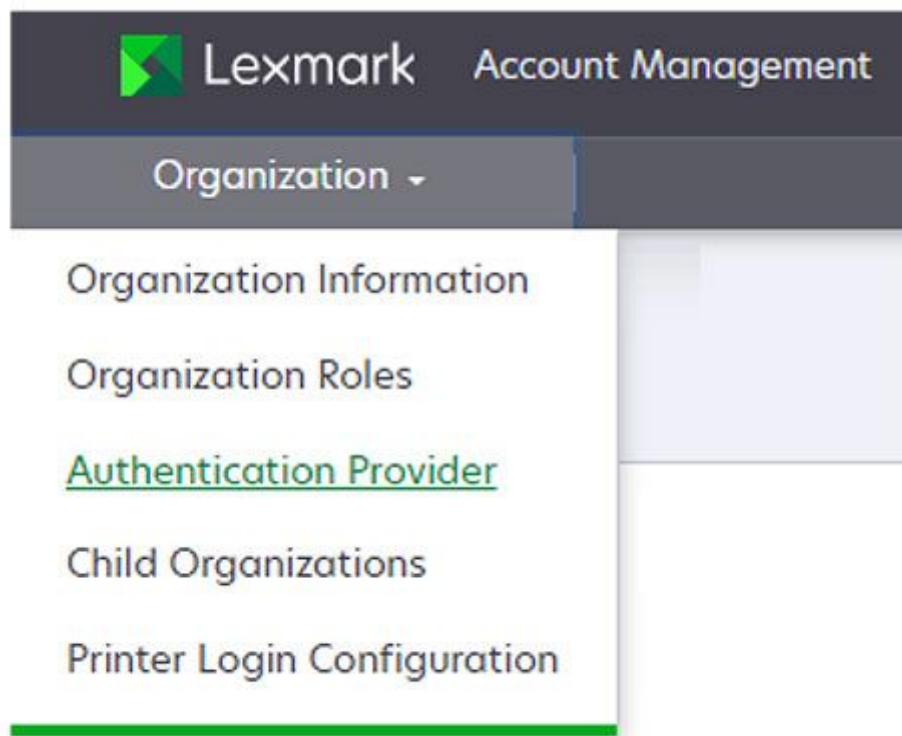 Lexmark Account Management
Organization
Organization Information
Organization Roles
Authentication Provider
Child Organizations
Printer Login Configuration